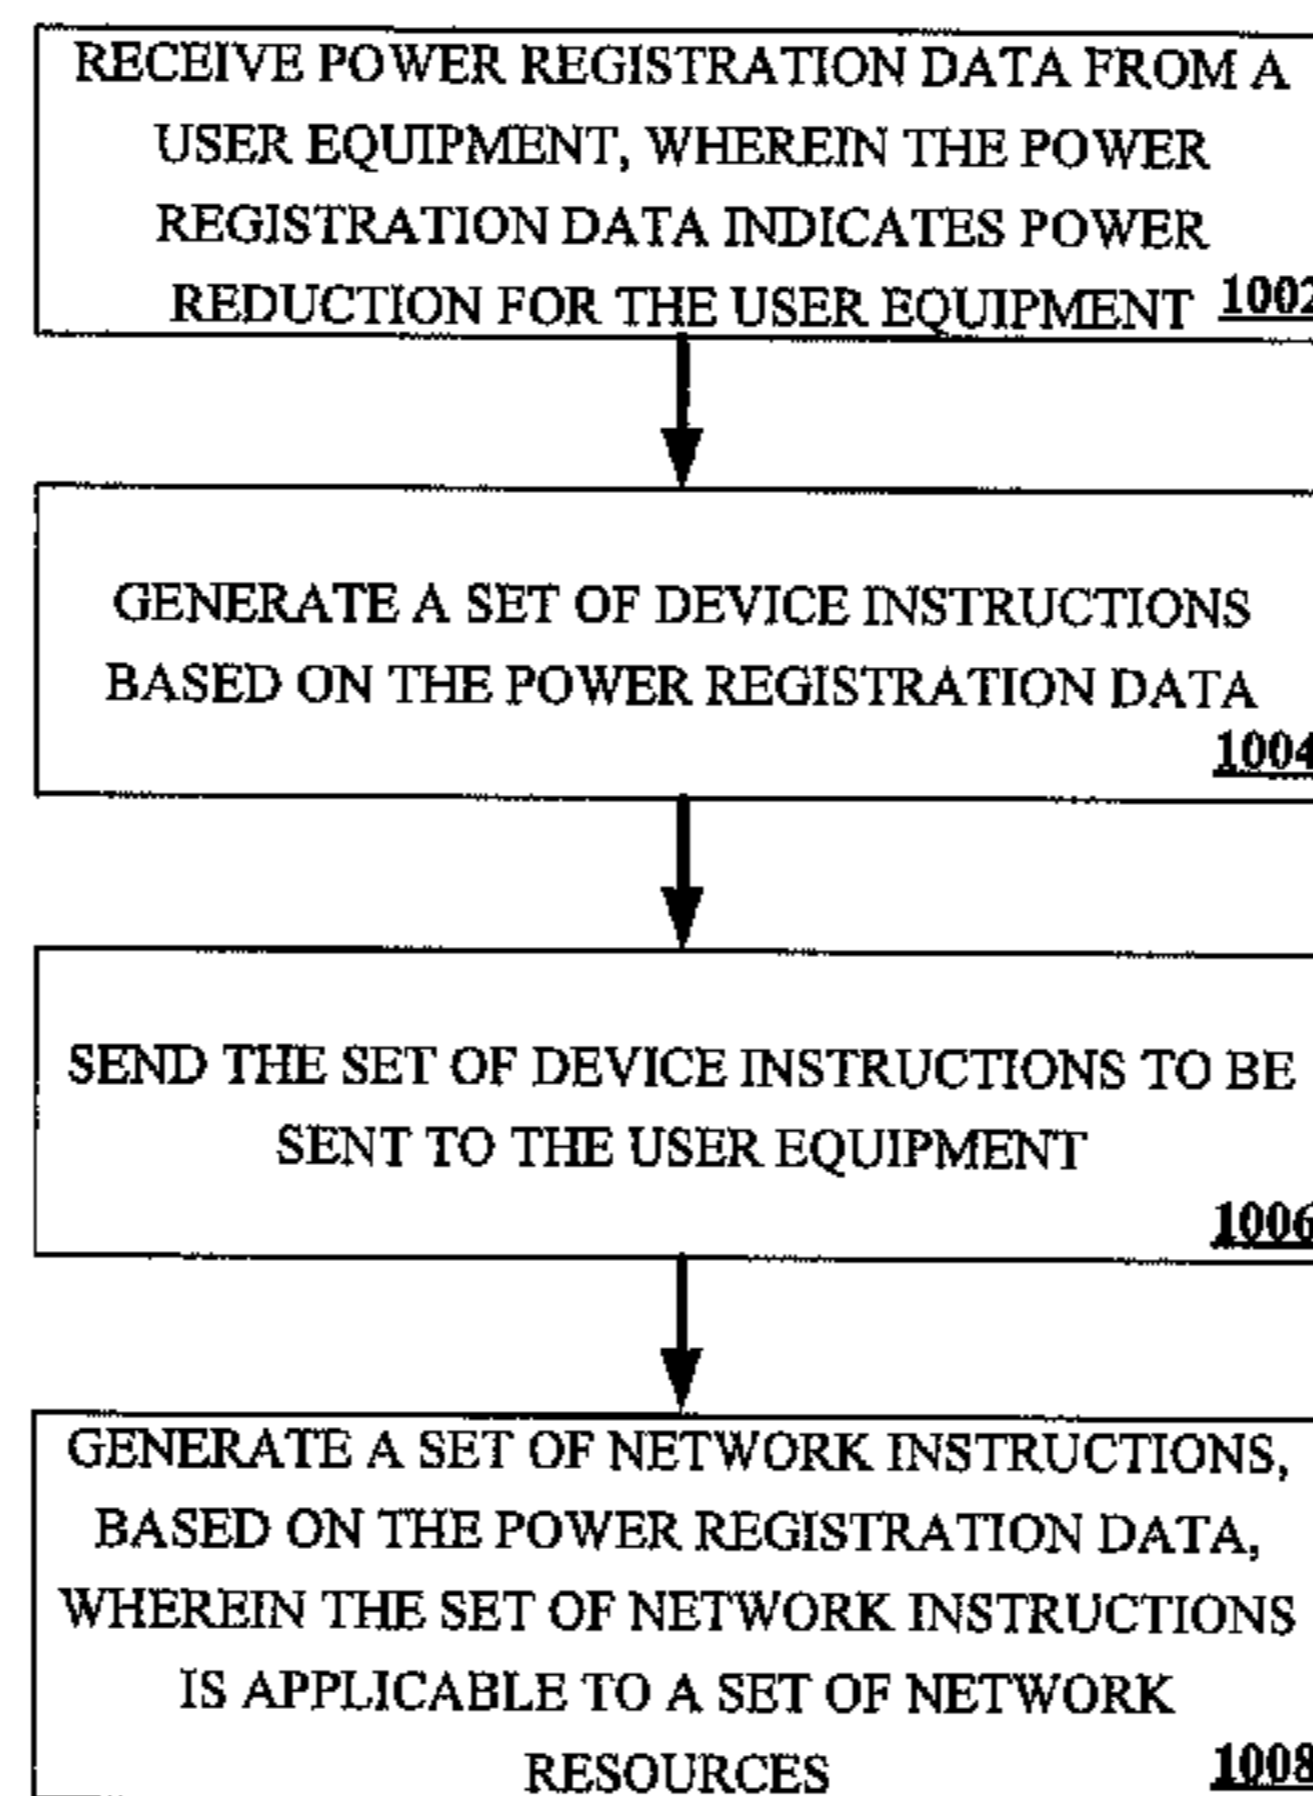 RECEIVE POWER REGISTRATION DATA FROM A
USER EQUIPMENT, WHEREIN THE POWER
REGISTRATION DATA INDICATES POWER
REDUCTION FOR THE USER EQUIPMENT 1002
GENERATE A SET OF DEVICE INSTRUCTIONS
BASED ON THE POWER REGISTRATION DATA
1004
SEND THE SET OF DEVICE INSTRUCTIONS TO BE
SENT TO THE USER EQUIPMENT
1006
GENERATE A SET OF NETWORK INSTRUCTIONS,
BASED ON THE POWER REGISTRATION DATA,
WHEREIN THE SET OF NETWORK INSTRUCTIONS
IS APPLICABLE TO A SET OF NETWORK
RESOURCES 1008